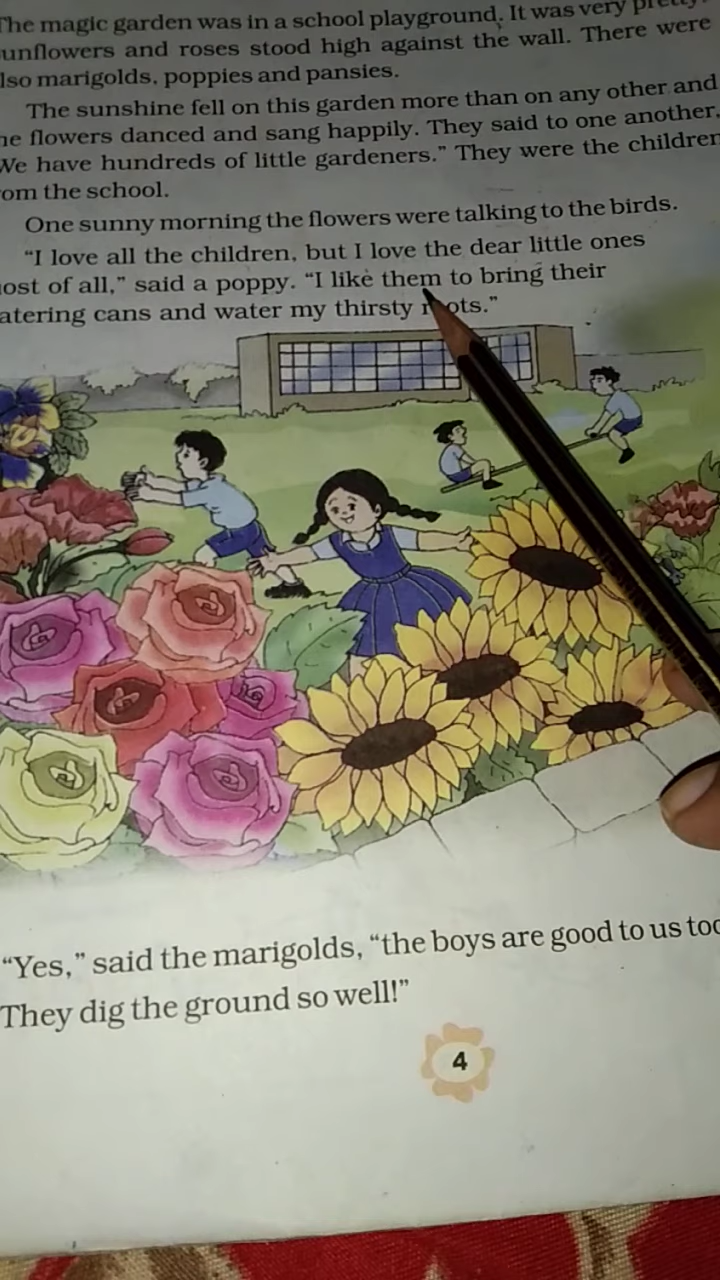 The magic garden was in a school playground. It was very pretty.
unflowers and roses stood high against the wall. There were
lso marigolds, poppies and pansies.
The sunshine fell on this garden more than on any other and
he flowers danced and sang happily. They said to one another,
We have hundreds of little gardeners.” They were the children
rom the school.
One sunny morning the flowers were talking to the birds.
“I love all the children, but I love the dear little ones
ost of all,” said a poppy. “I like them to bring their
atering cans and water my thirsty roots.”
“Yes,” said the marigolds, “the boys are good to us too
They dig the ground so well!”
4